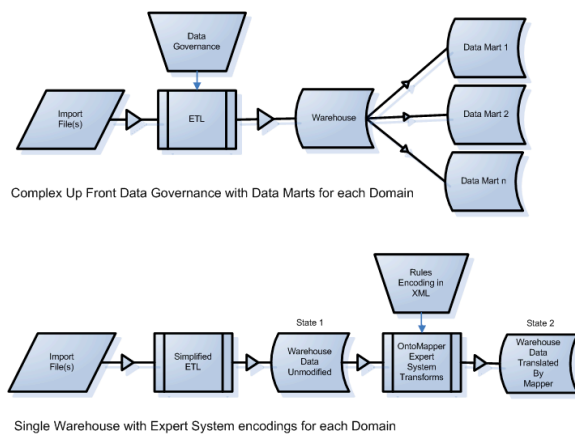 Data
Governance
Data Mart 1
Import
File(s)
ETL
Warehouse
Data Mart 2
Data Mart n
Complex Up Front Data Governance with Data Marts for each Domain
Rules
Encoding in
XML
State 1
State 2
Import
File(s)
Simplified
ETL
Warehouse
Data
Unmodified
OntoMapper
Expert
System
Transforms
Warehouse
Data
Translated
By
Mapper
Single Warehouse with Expert System encodings for each Domain